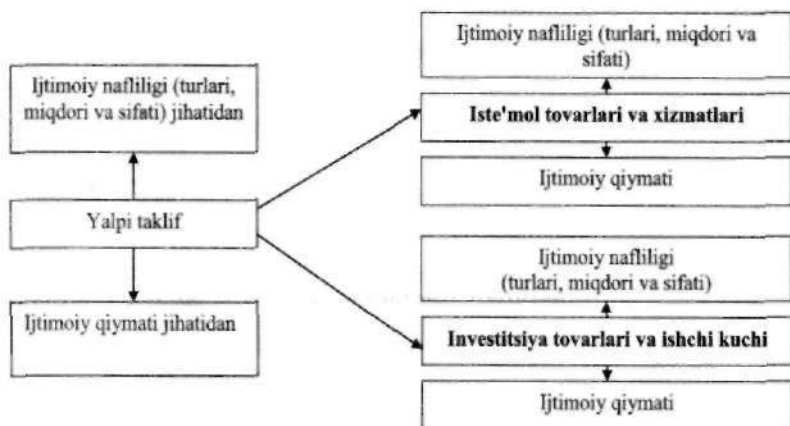 Ijtimoiy nafliligi (turlari,
miqdori va sifati) jihatidan
Yalpi taklif
Ijtimoiy qiymati jihatidan
Ijtimoiy nafliligi (turlari, miqdori va
sifati)
Iste'mol tovarlari va xizmatlari
Ijtimoiy qiymati
Ijtimoiy nafliligi
(turlari, miqdori va sifati)
Investitsiya tovarlari va ishchi kuchi
Ijtimoiy qiymati